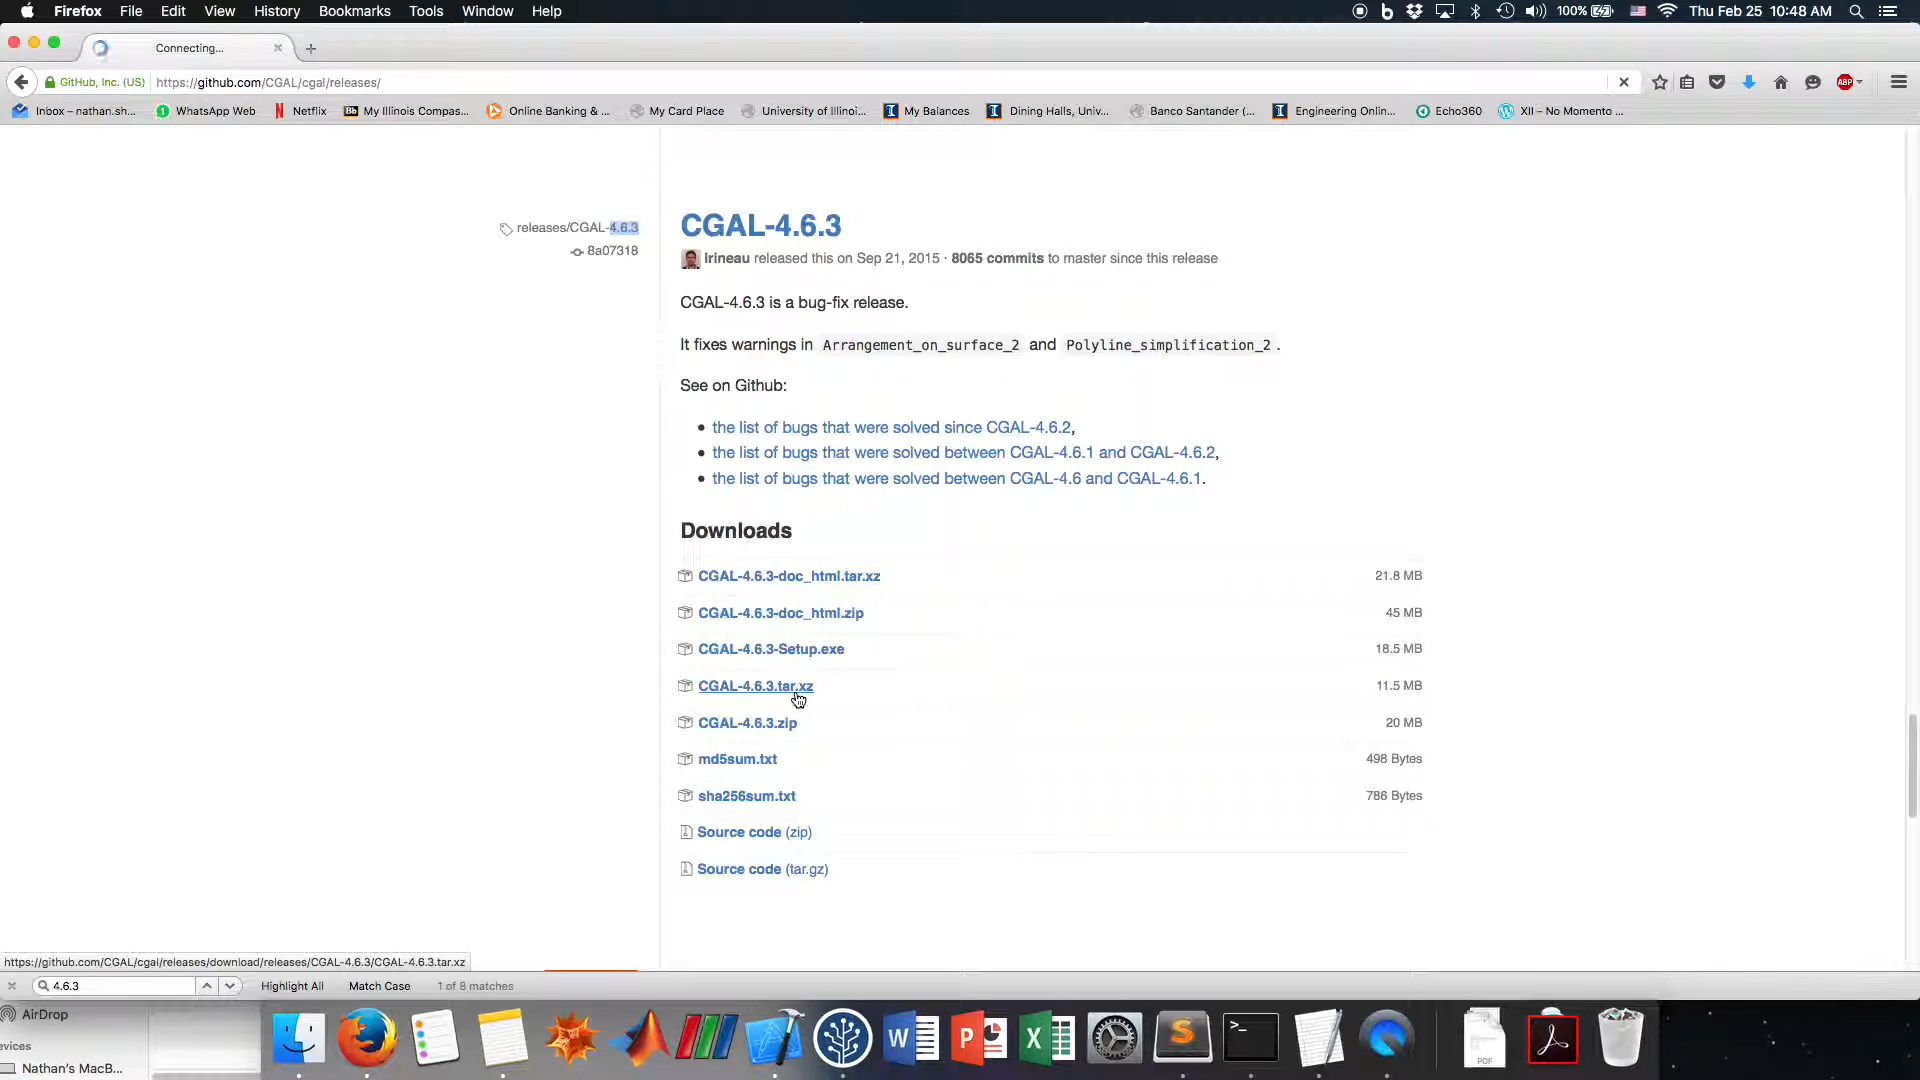 Firefox File Edit View History Bookmarks Tools Window Help 100% Thu Feb 25 10:48 AM
Connecting...
GitHub, Inc. (US) https://github.com/CGAL/cgal/releases/ ABP
Inbox – nathan.sh... WhatsApp Web Netflix Bb My Illinois Compas... Online Banking & ... My Card Place University of Illinoi... My Balances Dining Halls, Univ... Banco Santander (... Engineering Onlin... Echo360 XII – No Momento ...
releases/CGAL-4.6.3
8a07318
CGAL-4.6.3
lrineau released this on Sep 21, 2015 · 8065 commits to master since this release
CGAL-4.6.3 is a bug-fix release.
It fixes warnings in Arrangement_on_surface_2 and Polyline_simplification_2.
See on Github:
the list of bugs that were solved since CGAL-4.6.2,
the list of bugs that were solved between CGAL-4.6.1 and CGAL-4.6.2,
the list of bugs that were solved between CGAL-4.6 and CGAL-4.6.1.
Downloads
CGAL-4.6.3-doc_html.tar.xz 21.8 MB
CGAL-4.6.3-doc_html.zip 45 MB
CGAL-4.6.3-Setup.exe 18.5 MB
CGAL-4.6.3.tar.xz 11.5 MB
CGAL-4.6.3.zip 20 MB
md5sum.txt 498 Bytes
sha256sum.txt 786 Bytes
Source code (zip)
Source code (tar.gz)
https://github.com/CGAL/cgal/releases/download/releases/CGAL-4.6.3/CGAL-4.6.3.tar.xz
4.6.3 Highlight All Match Case 1 of 8 matches
AirDrop
evices
Nathan's MacB...
PDF